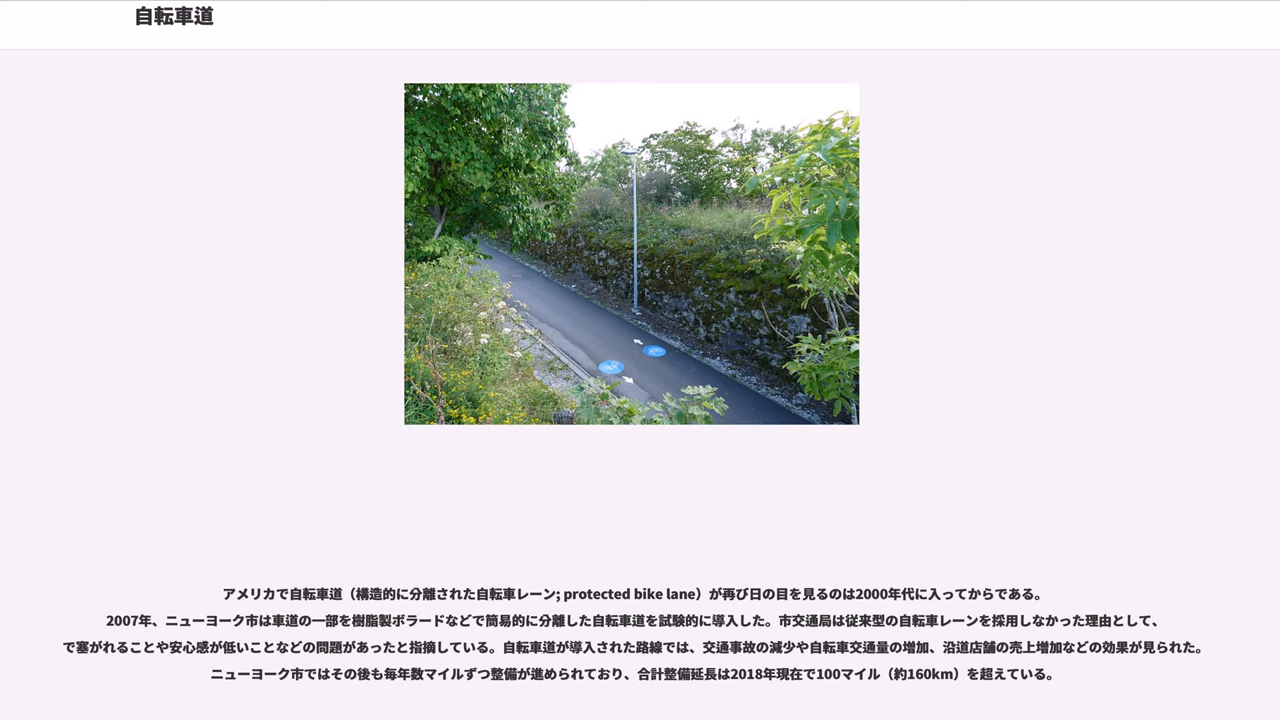 自転車道
アメリカで自転車道（構造的に分離された自転車レーン; protected bike lane）が再び日の目を見るのは2000年代に入ってからである。
2007年、ニューヨーク市は車道の一部を樹脂製ボラードなどで簡易的に分離した自転車道を試験的に導入した。市交通局は従来型の自転車レーンを採用しなかった理由として、
で塞がれることや安心感が低いことなどの問題があったと指摘している。自転車道が導入された路線では、交通事故の減少や自転車交通量の増加、沿道店舗の売上増加などの効果が見られた。
ニューヨーク市ではその後も毎年数マイルずつ整備が進められており、合計整備延長は2018年現在で100マイル（約160km）を超えている。